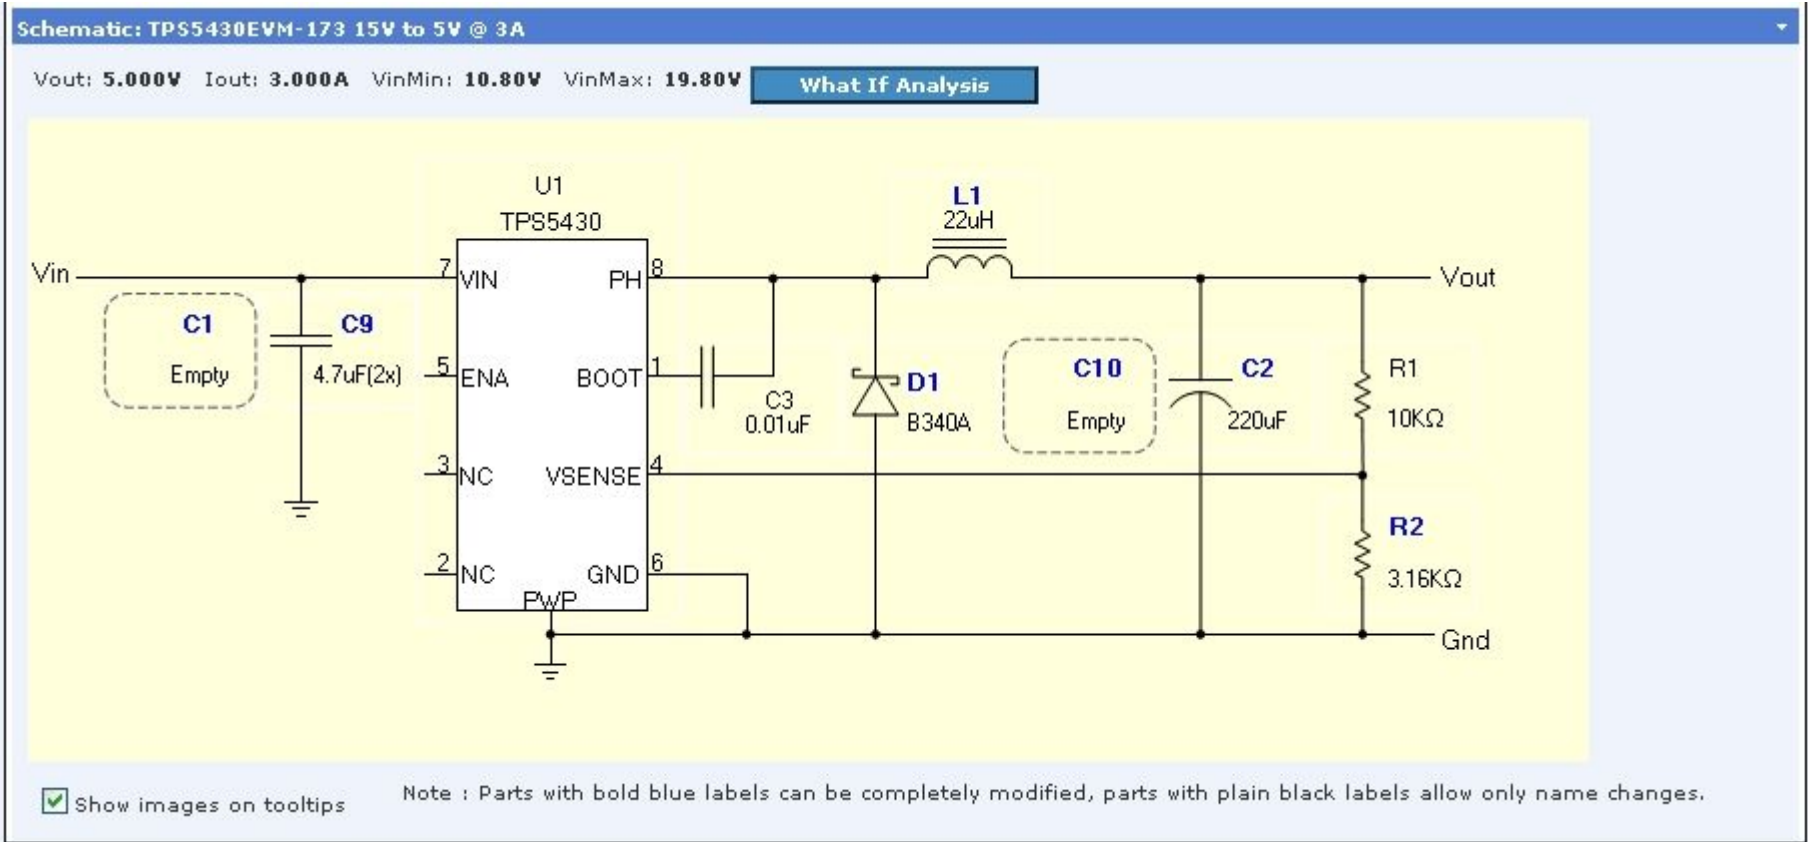 Schematic: TPS5430EVM-173 15V to 5V @ 3A
Vout: 5.000V Iout: 3.000A VinMin: 10.80V VinMax: 19.80V What If Analysis
U1
TPS5430
L1
22uH
Vin
7
VIN
PH
8
Vout
C1
Empty
C9
4.7uF(2x)
5
ENA
BOOT
1
C3
0.01uF
D1
B340A
C10
Empty
C2
220uF
R1
10KΩ
3
NC
VSENSE
4
R2
3.16KΩ
2
NC
GND
6
PWP
Gnd
Show images on tooltips
Note : Parts with bold blue labels can be completely modified, parts with plain black labels allow only name changes.